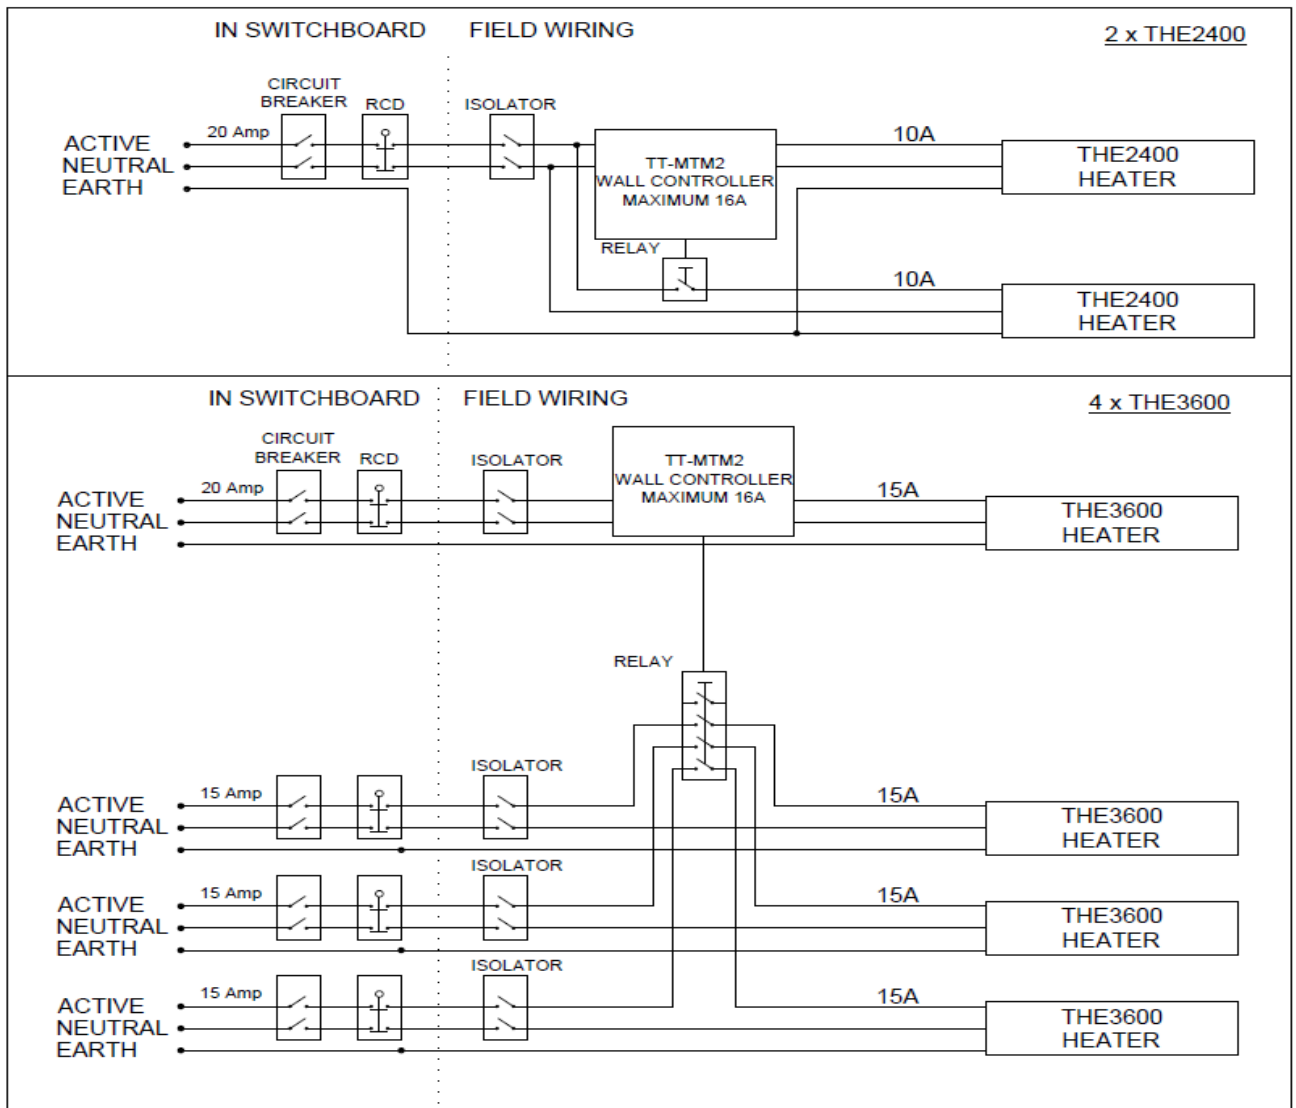 IN SWITCHBOARD
FIELD WIRING
2 x THE2400
CIRCUIT
BREAKER
RCD
ISOLATOR
20 Amp
ACTIVE
NEUTRAL
EARTH
TT-MTM2
WALL CONTROLLER
MAXIMUM 16A
10A
THE2400
HEATER
RELAY
10A
THE2400
HEATER
IN SWITCHBOARD
FIELD WIRING
4 x THE3600
CIRCUIT
BREAKER
RCD
ISOLATOR
20 Amp
ACTIVE
NEUTRAL
EARTH
TT-MTM2
WALL CONTROLLER
MAXIMUM 16A
15A
THE3600
HEATER
RELAY
ISOLATOR
15 Amp
ACTIVE
NEUTRAL
EARTH
15A
THE3600
HEATER
ISOLATOR
15 Amp
ACTIVE
NEUTRAL
EARTH
15A
THE3600
HEATER
ISOLATOR
15 Amp
ACTIVE
NEUTRAL
EARTH
15A
THE3600
HEATER